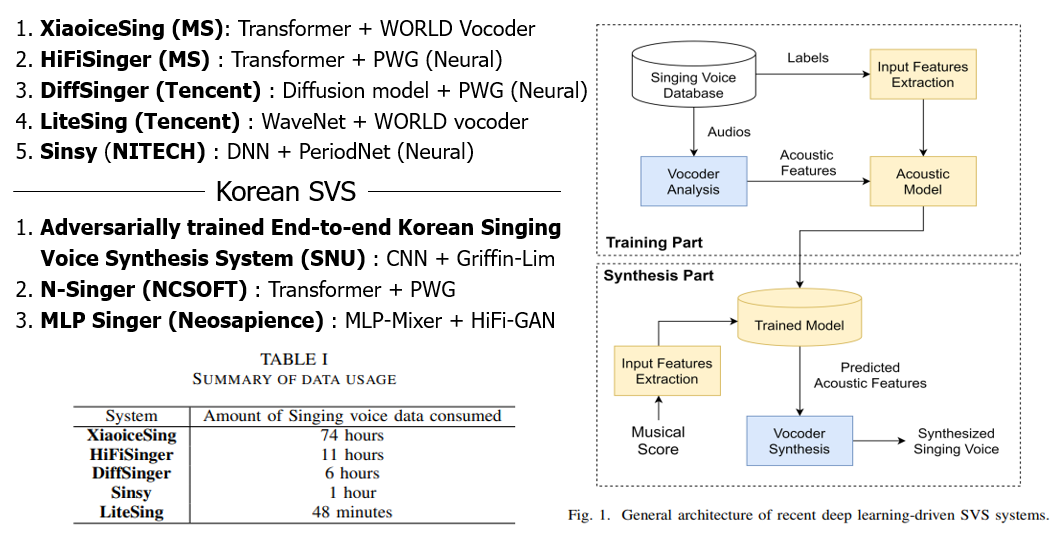 1. XiaoiceSing (MS): Transformer + WORLD Vocoder
2. HiFiSinger (MS) : Transformer + PWG (Neural)
3. DiffSinger (Tencent) : Diffusion model + PWG (Neural)
4. LiteSing (Tencent) : WaveNet + WORLD vocoder
5. Sinsy (NITECH) : DNN + PeriodNet (Neural)
Korean SVS
1. Adversarially trained End-to-end Korean Singing
Voice Synthesis System (SNU) : CNN + Griffin-Lim
2. N-Singer (NCSOFT) : Transformer + PWG
3. MLP Singer (Neosapience) : MLP-Mixer + HiFi-GAN
TABLE I
SUMMARY OF DATA USAGE
System Amount of Singing voice data consumed
XiaoiceSing 74 hours
HiFiSinger 11 hours
DiffSinger 6 hours
Sinsy 1 hour
LiteSing 48 minutes
Singing Voice
Database
Labels
Input Features
Extraction
Audios
Vocoder
Analysis
Acoustic
Features
Acoustic
Model
Training Part
Synthesis Part
Trained Model
Input Features
Extraction
Predicted
Acoustic Features
Musical
Score
Vocoder
Synthesis
Synthesized
Singing Voice
Fig. 1. General architecture of recent deep learning-driven SVS systems.